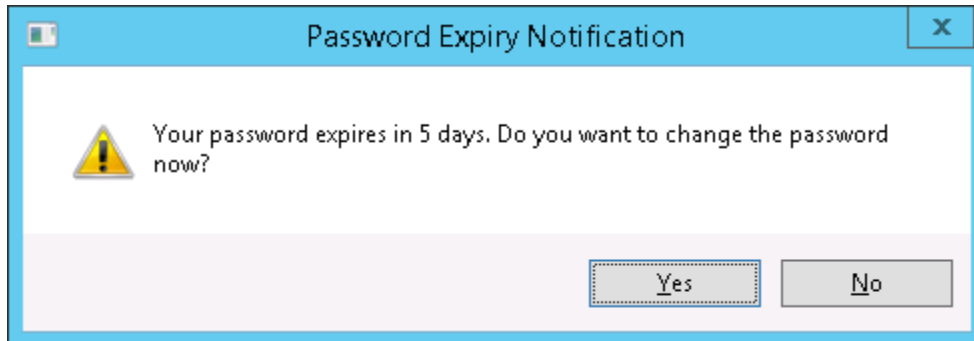 Password Expiry Notification
x
Your password expires in 5 days. Do you want to change the password
now?
Yes
No